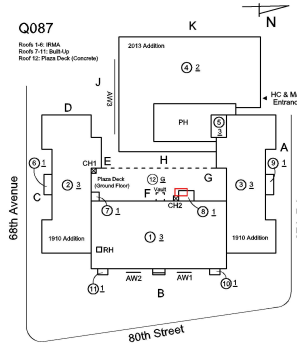 Q087
Roofs 1-6: IRMA
Roofs 7-11: Built-Up
Roof 12: Plaza Deck (Concrete)
K
N
2013 Addition
4 2
J
AW3
HC & Ma
Entranc
PH
5
3
D
A
CH1
E
H
G
6 1
9 1
2 3
Plaza Deck
(Ground Floor)
12 G
3 3
C
Vault
F
7 1
CH2
8 1
68th Avenue
1910 Addition
1 3
1910 Addition
RH
11 1
AW2
AW1
10 1
B
80th Street